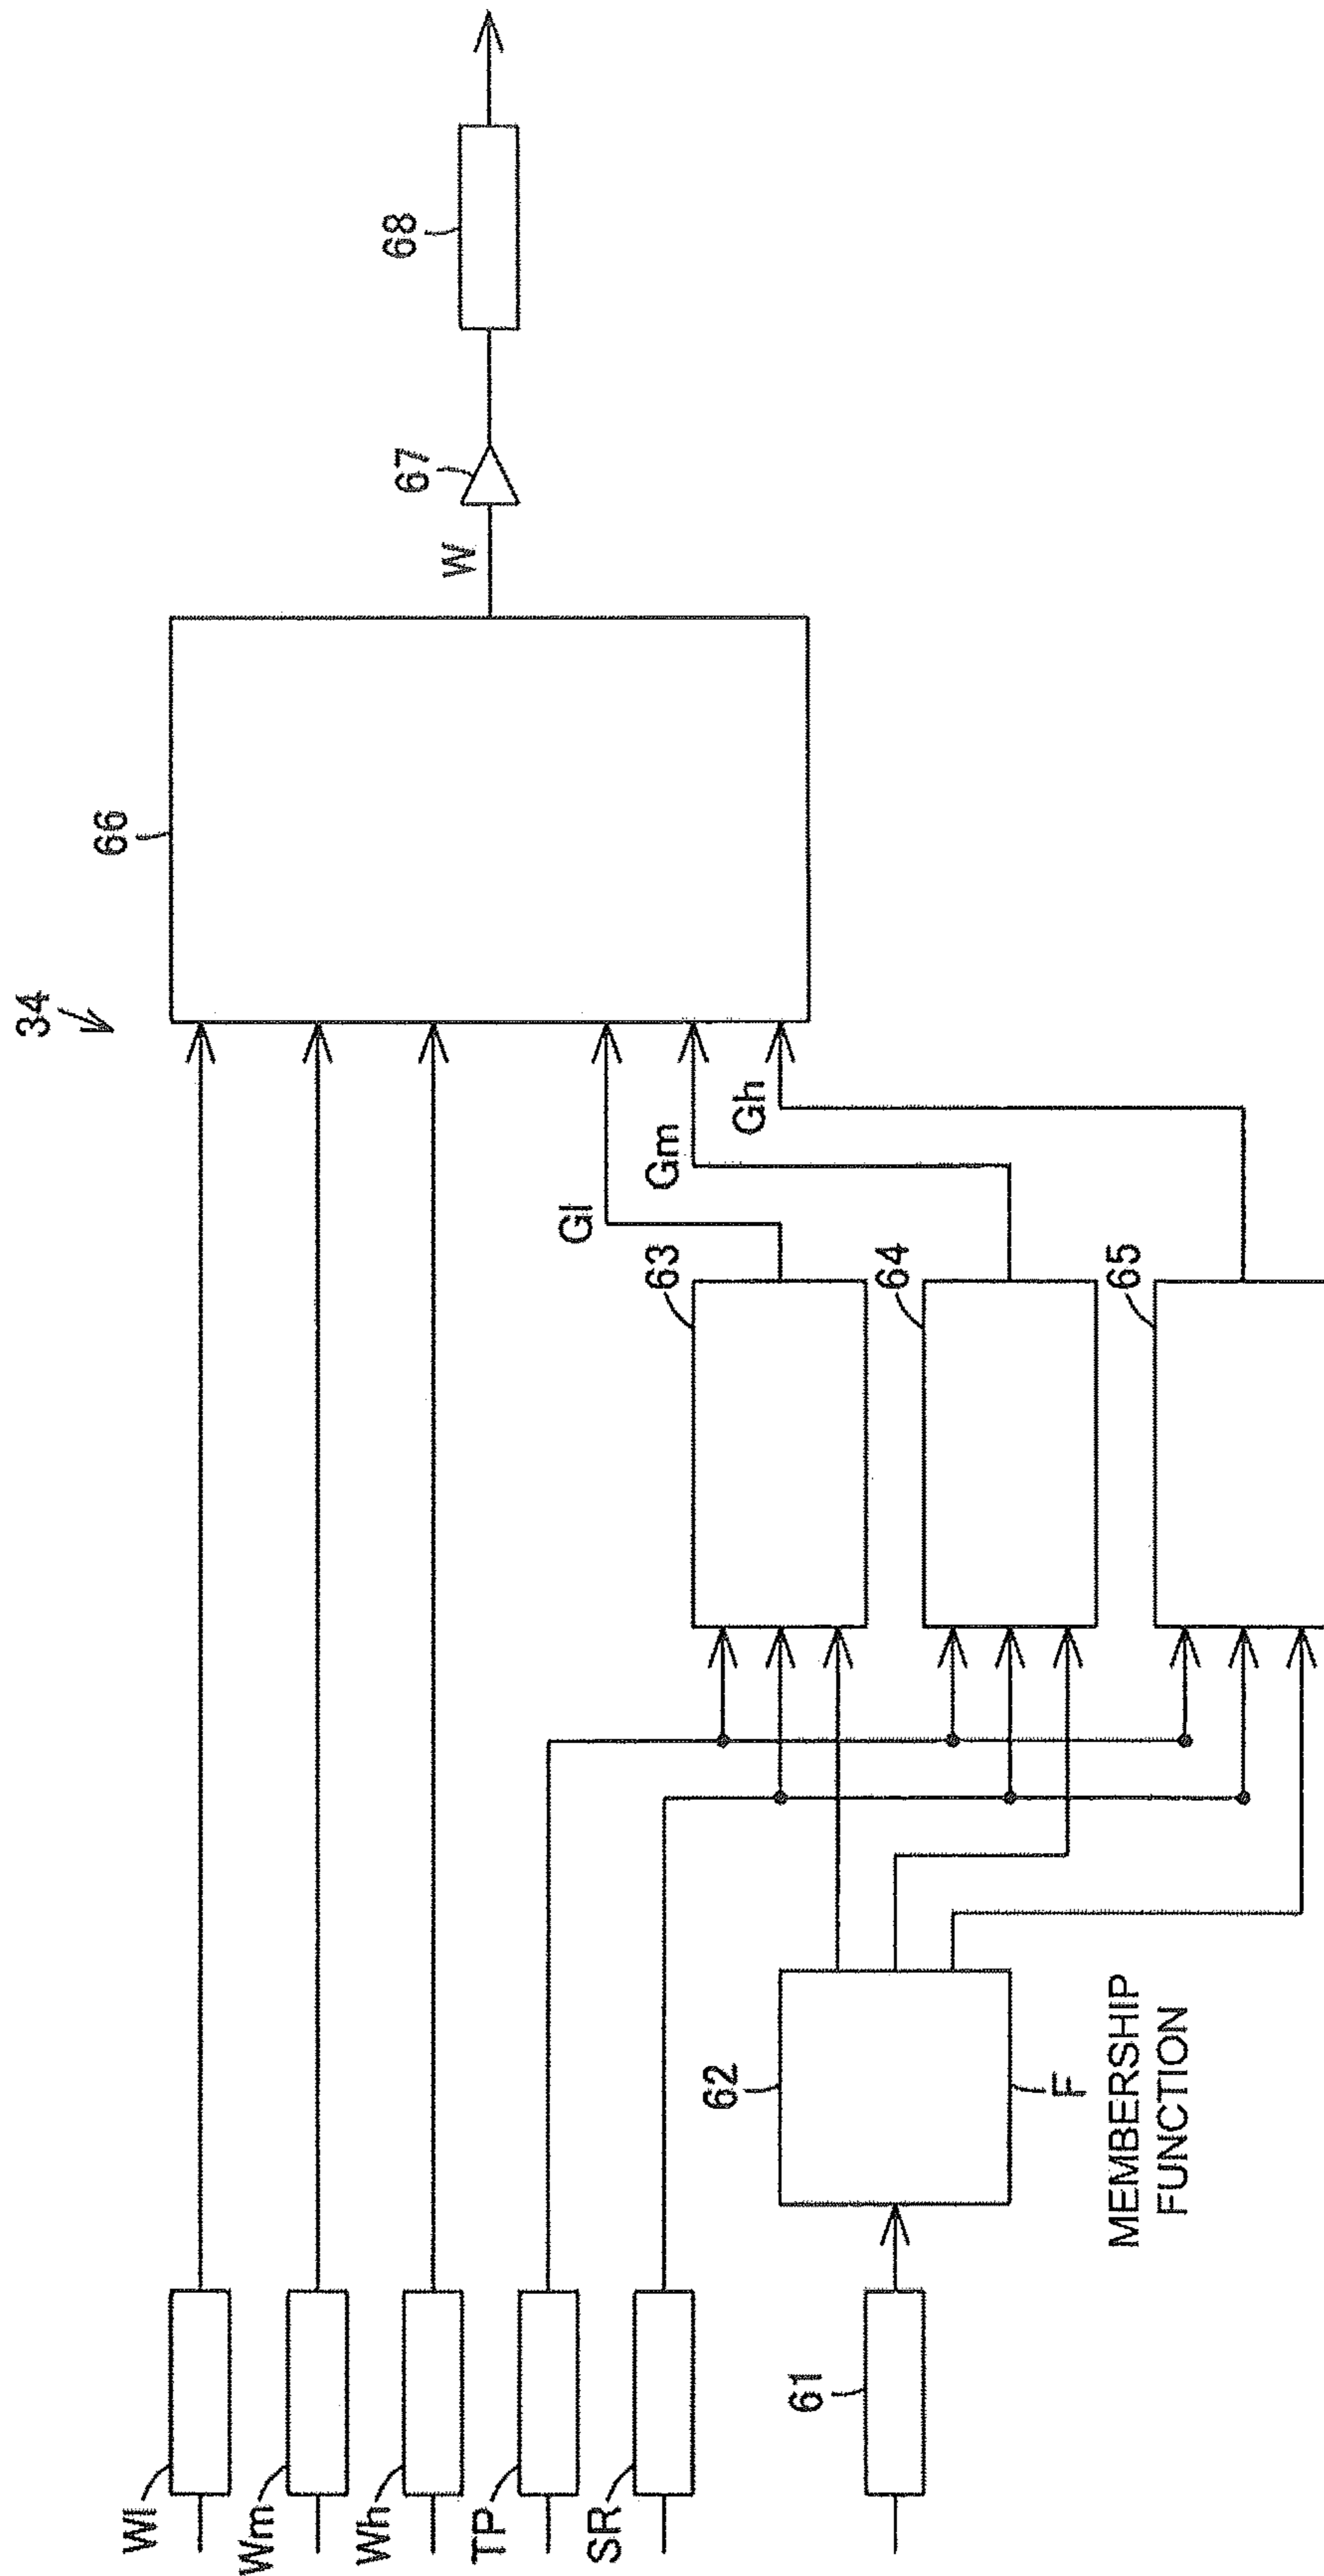 34
Wl
Wm
Wh
TP
SR
61
62
F
MEMBERSHIP
FUNCTION
63
64
65
Gl
Gm
Gh
66
W
67
68